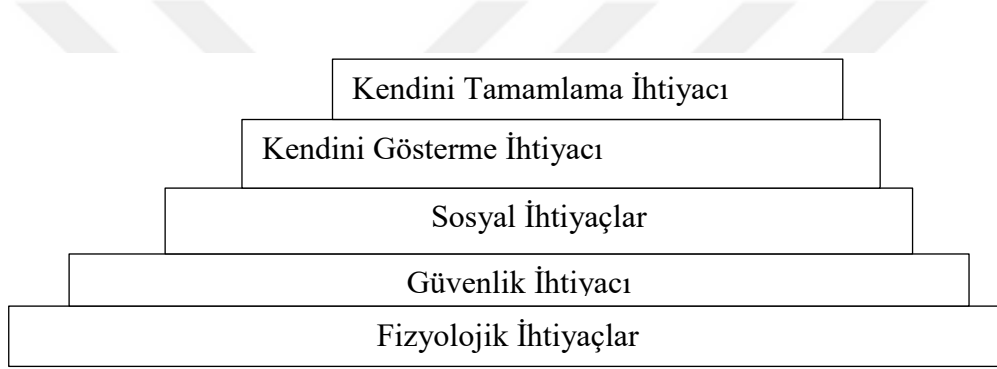 Kendini Tamamlama İhtiyacı
Kendini Gösterme İhtiyacı
Sosyal İhtiyaçlar
Güvenlik İhtiyacı
Fizyolojik İhtiyaçlar